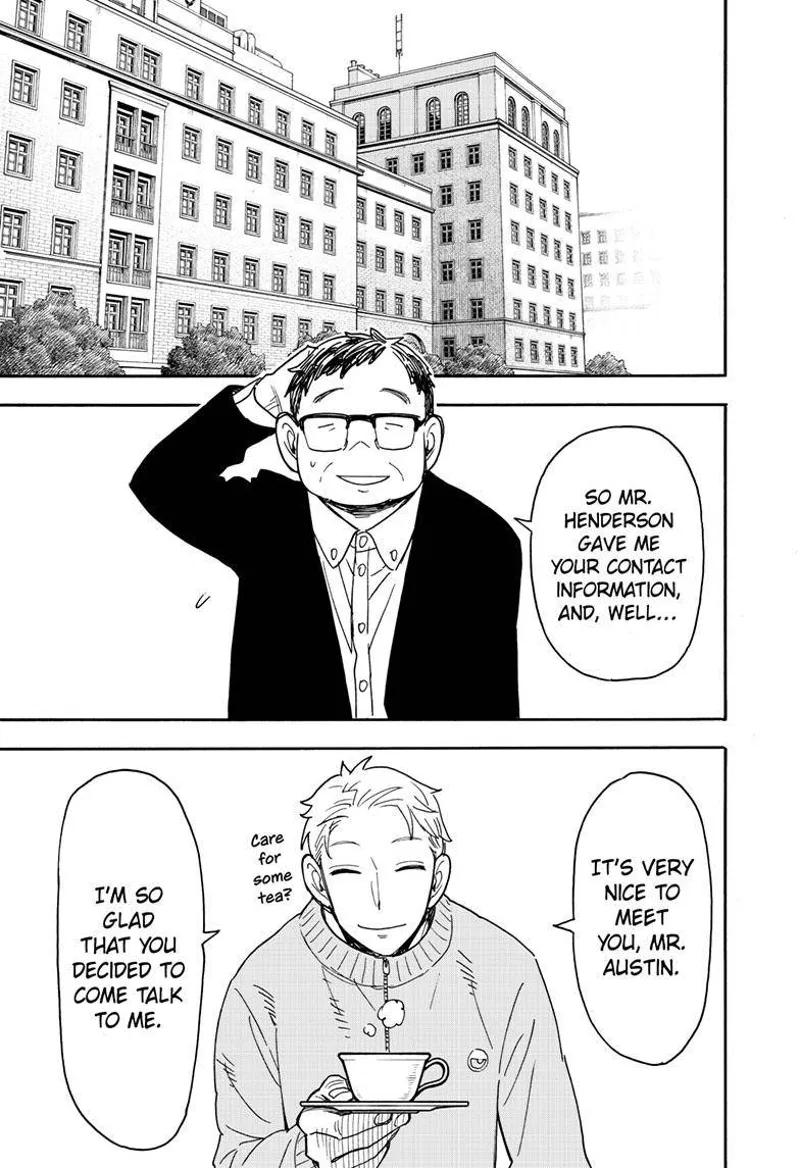 SO MR.
HENDERSON
GAVE ME
YOUR CONTACT
INFORMATION,
AND, WELL...
IT'S VERY
NICE TO
MEET
YOU, MR.
AUSTIN.
Care
for
some
tea?
I'M SO
GLAD
THAT YOU
DECIDED TO
COME TALK
TO ME.